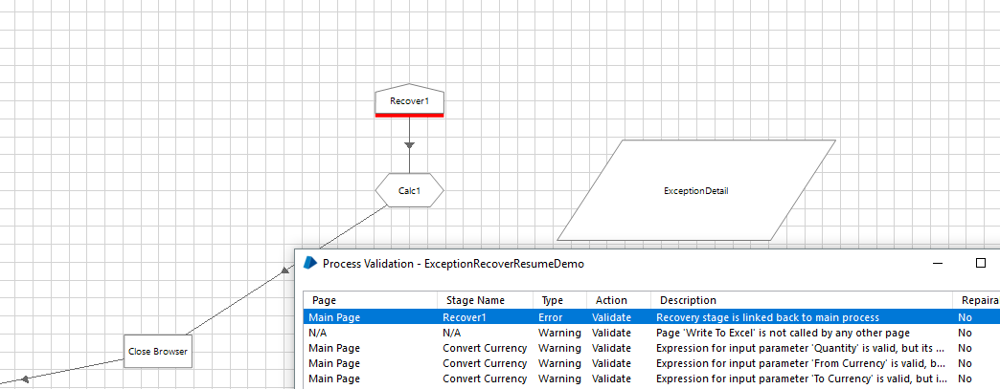 Recover1
Calc1
ExceptionDetail
Close Browser
Process Validation - ExceptionRecoverResumeDemo
Page Stage Name Type Action Description Repaira
Main Page Recover1 Error Validate Recovery stage is linked back to main process No
N/A N/A Warning Validate Page 'Write To Excel' is not called by any other page No
Main Page Convert Currency Warning Validate Expression for input parameter 'Quantity' is valid, but its ... No
Main Page Convert Currency Warning Validate Expression for input parameter 'From Currency' is valid, b... No
Main Page Convert Currency Warning Validate Expression for input parameter 'To Currency' is valid, but i... No